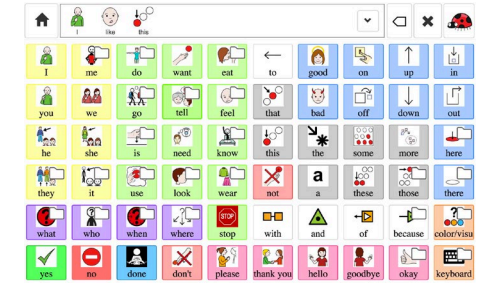 I like this
I me do want eat to good on up in
you we go tell feel that bad off down out
he she is need know this the some more here
they it use look wear not a these those there
what who when where STOP stop with and of because color/visu
yes no done don't please thank you hello goodbye okay keyboard